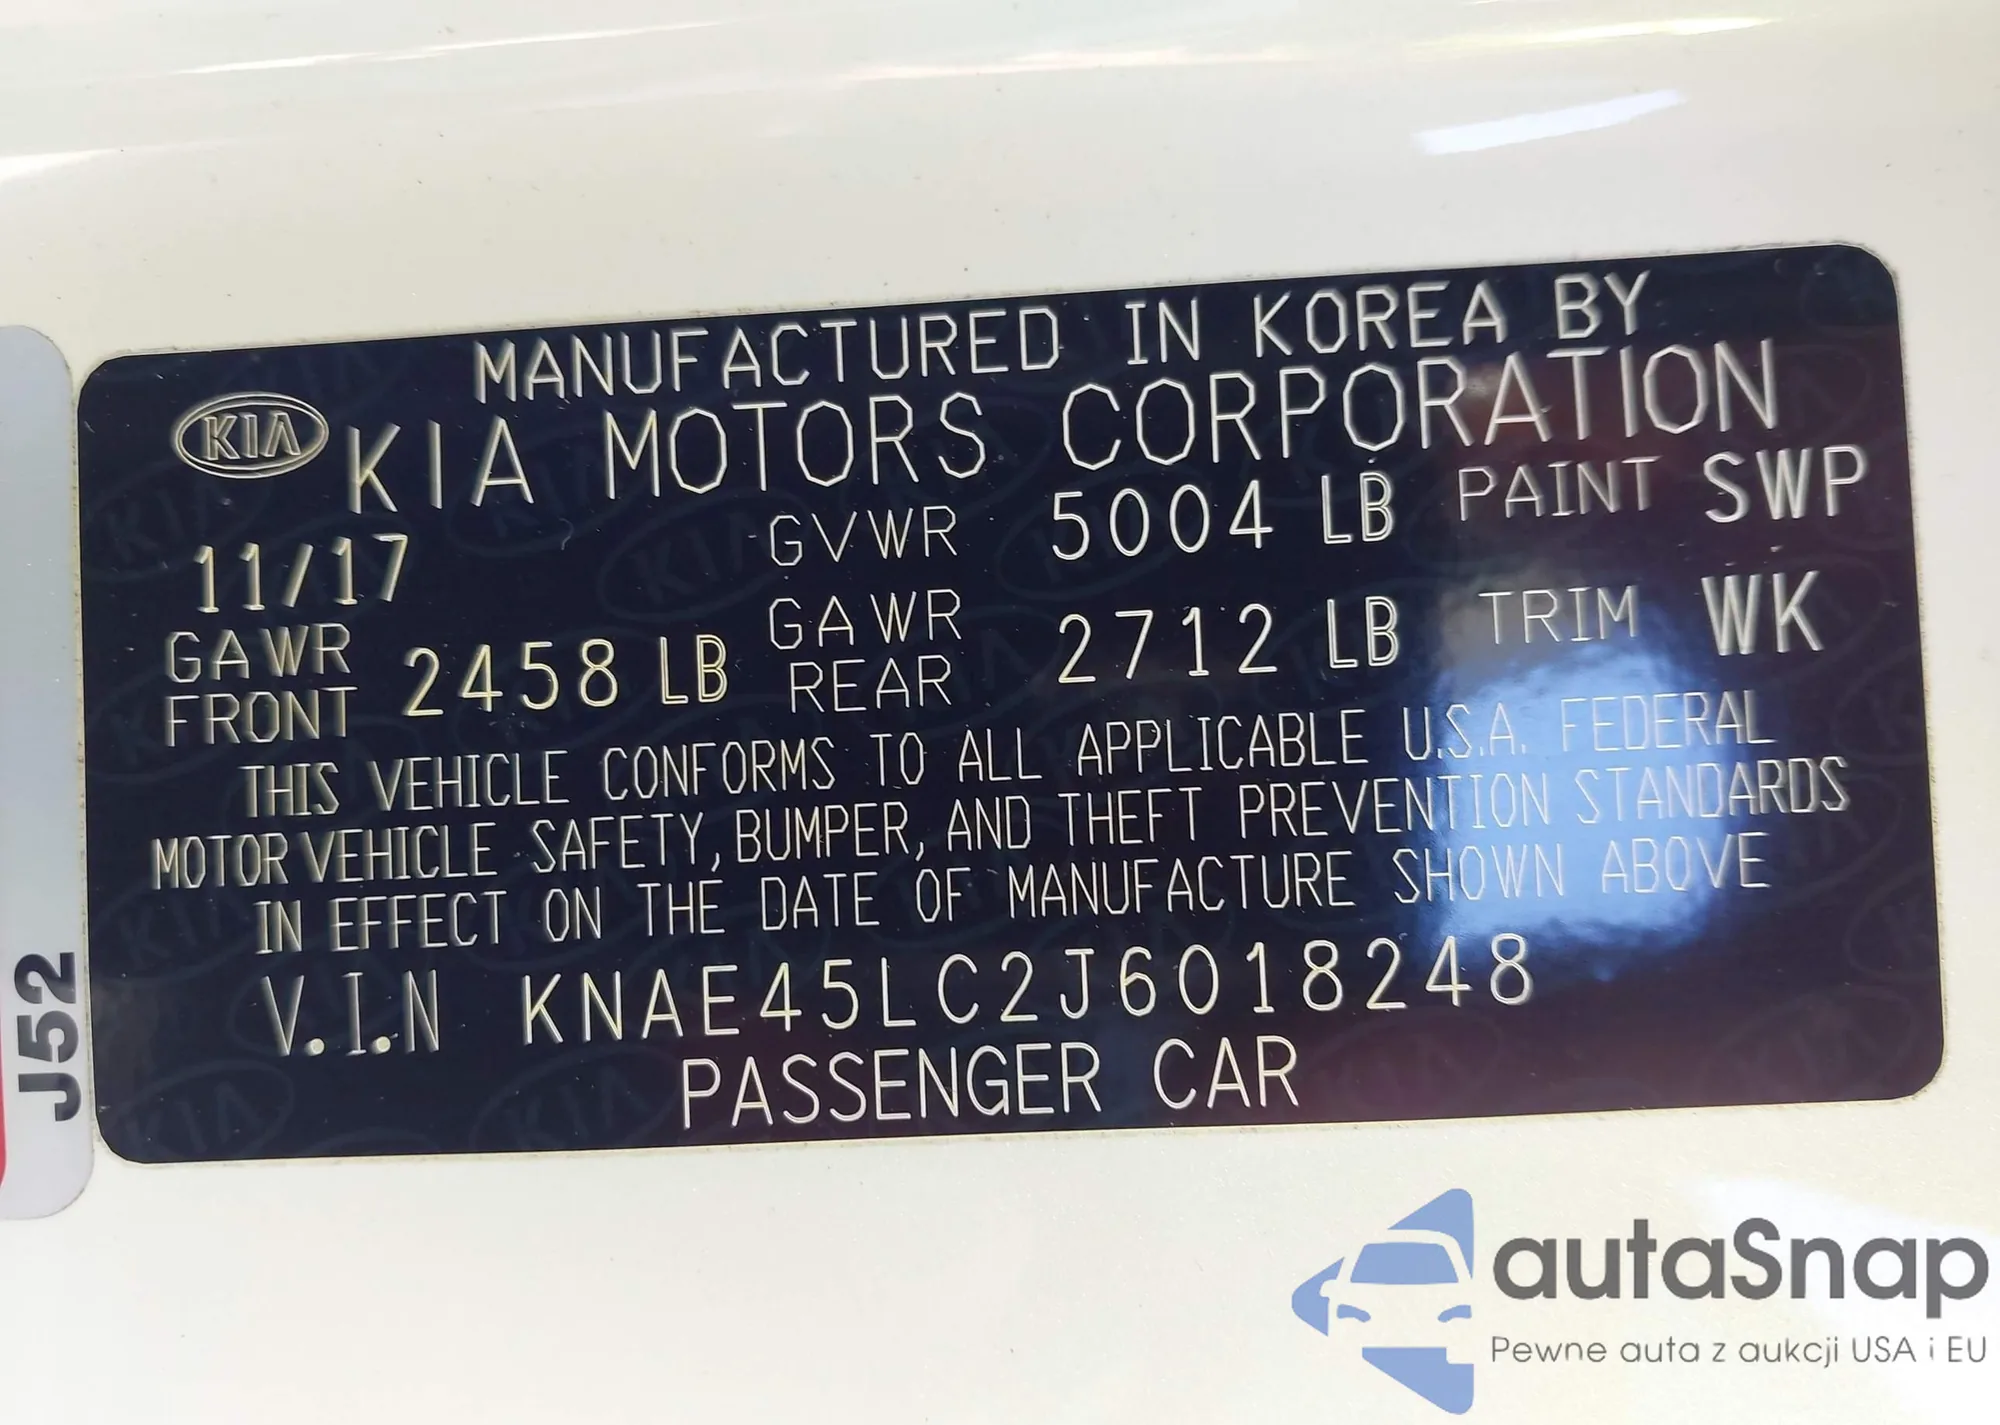 MANUFACTURED IN KOREA BY
KIA KIA MOTORS CORPORATION
11/17 GVWR 5004 LB PAINT SWP
GAWR FRONT 2458 LB GAWR REAR 2712 LB TRIM WK
THIS VEHICLE CONFORMS TO ALL APPLICABLE U.S.A. FEDERAL
MOTOR VEHICLE SAFETY, BUMPER, AND THEFT PREVENTION STANDARDS
IN EFFECT ON THE DATE OF MANUFACTURE SHOWN ABOVE
V.I.N KNAE45LC2J6018248
PASSENGER CAR
J52
autaSnap
Pewne auta z aukcji USA i EU